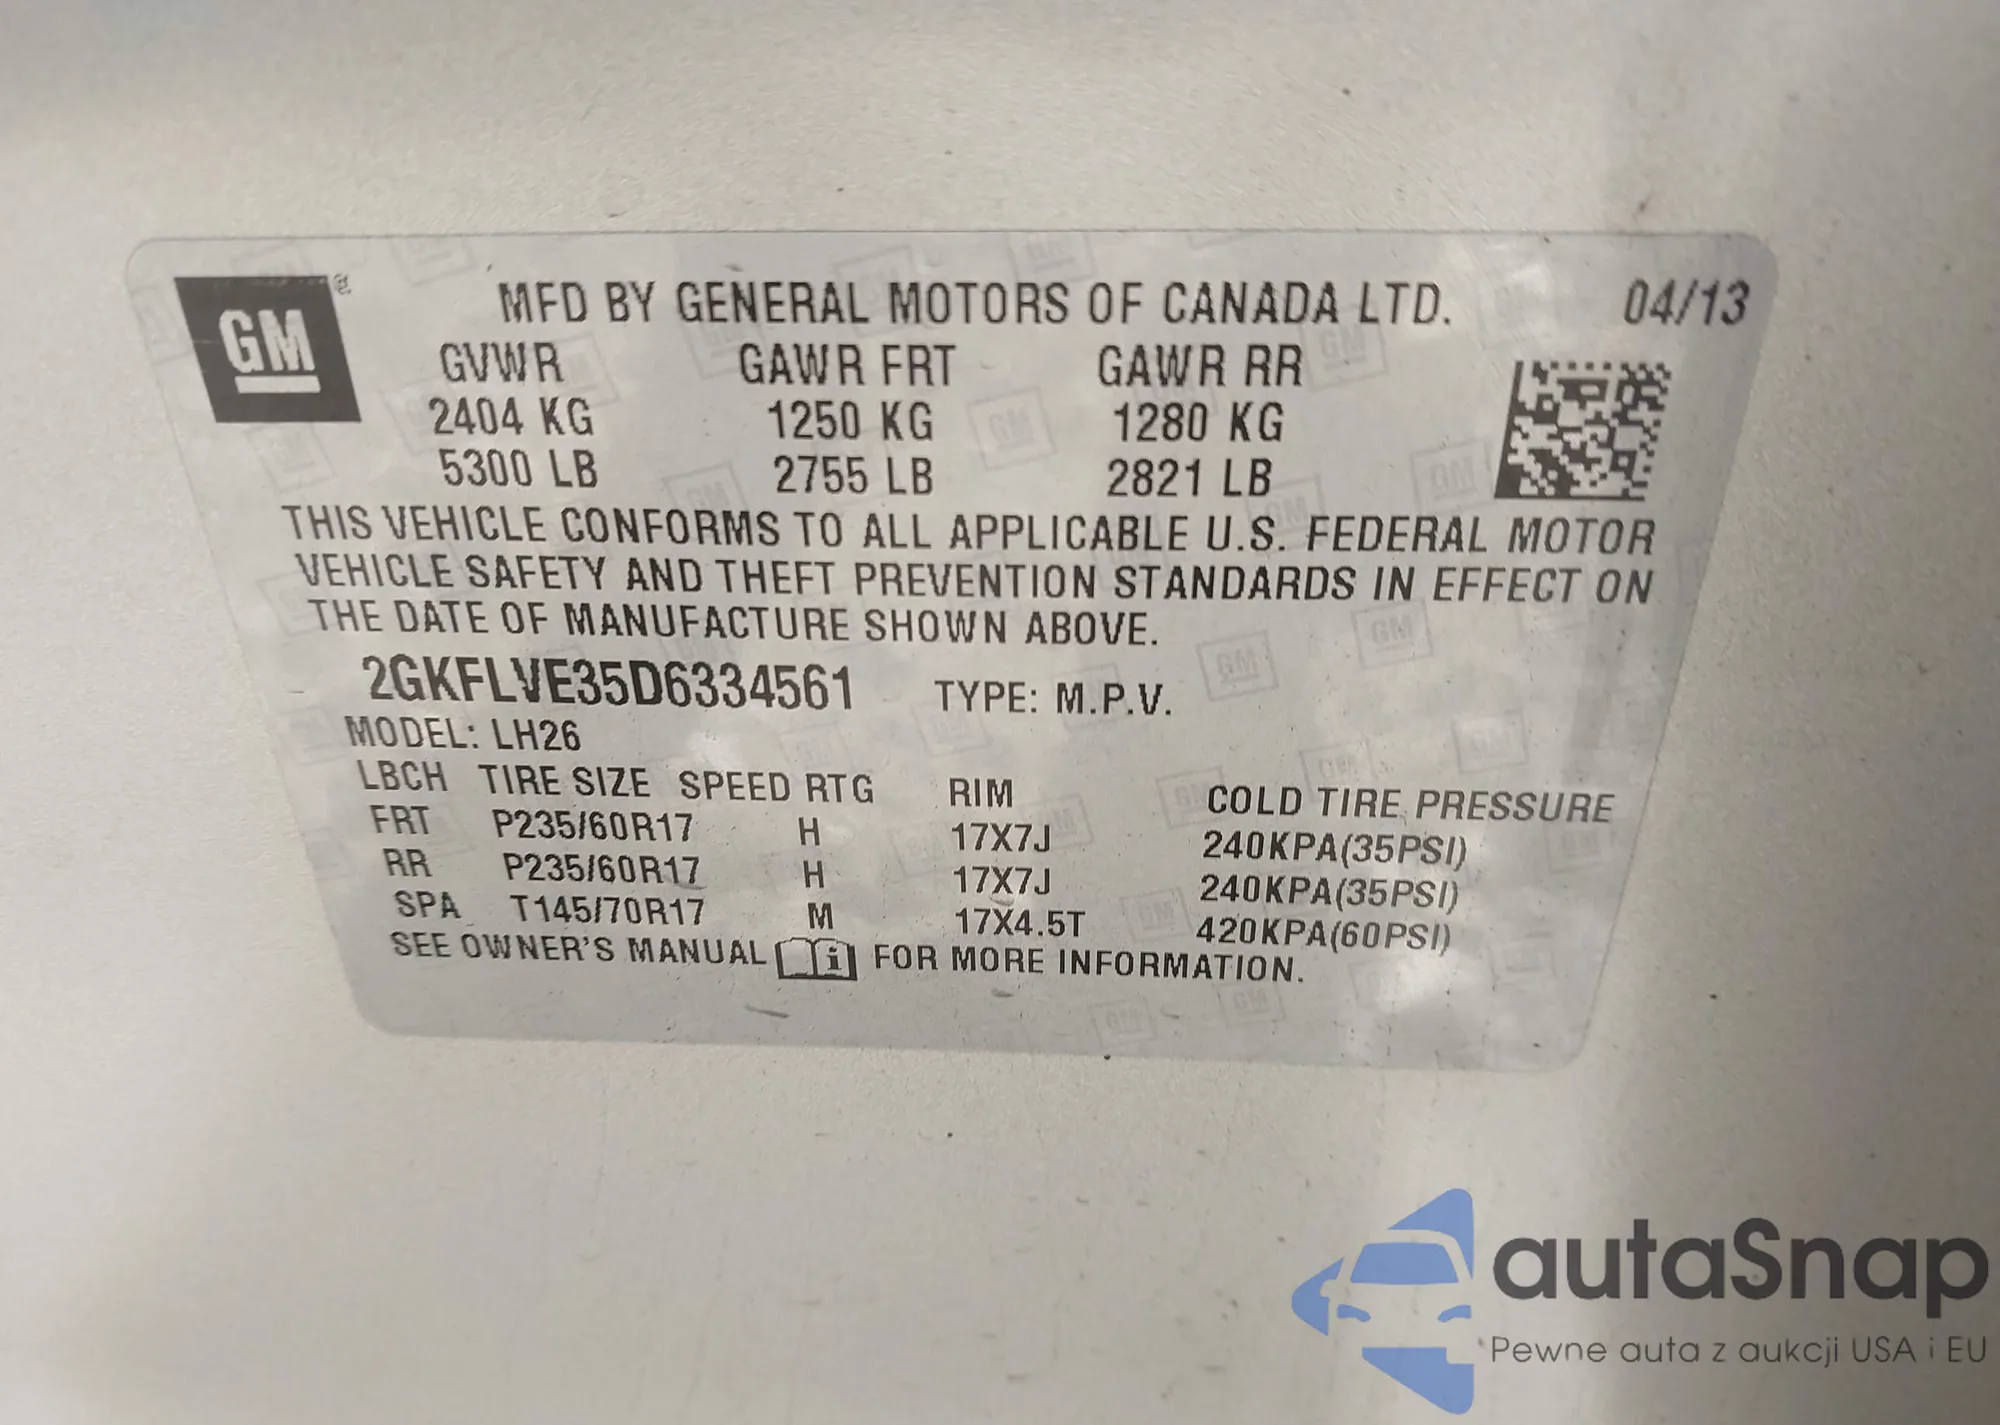 GM
MFD BY GENERAL MOTORS OF CANADA LTD. 04/13
GVWR GAWR FRT GAWR RR
2404 KG 1250 KG 1280 KG
5300 LB 2755 LB 2821 LB
THIS VEHICLE CONFORMS TO ALL APPLICABLE U.S. FEDERAL MOTOR
VEHICLE SAFETY AND THEFT PREVENTION STANDARDS IN EFFECT ON
THE DATE OF MANUFACTURE SHOWN ABOVE.
2GKFLVE35D6334561 TYPE: M.P.V.
MODEL: LH26
LBCH TIRE SIZE SPEED RTG RIM COLD TIRE PRESSURE
FRT P235/60R17 H 17X7J 240KPA(35PSI)
RR P235/60R17 H 17X7J 240KPA(35PSI)
SPA T145/70R17 M 17X4.5T 420KPA(60PSI)
SEE OWNER'S MANUAL i FOR MORE INFORMATION.
autaSnap
Pewne auta z aukcji USA i EU